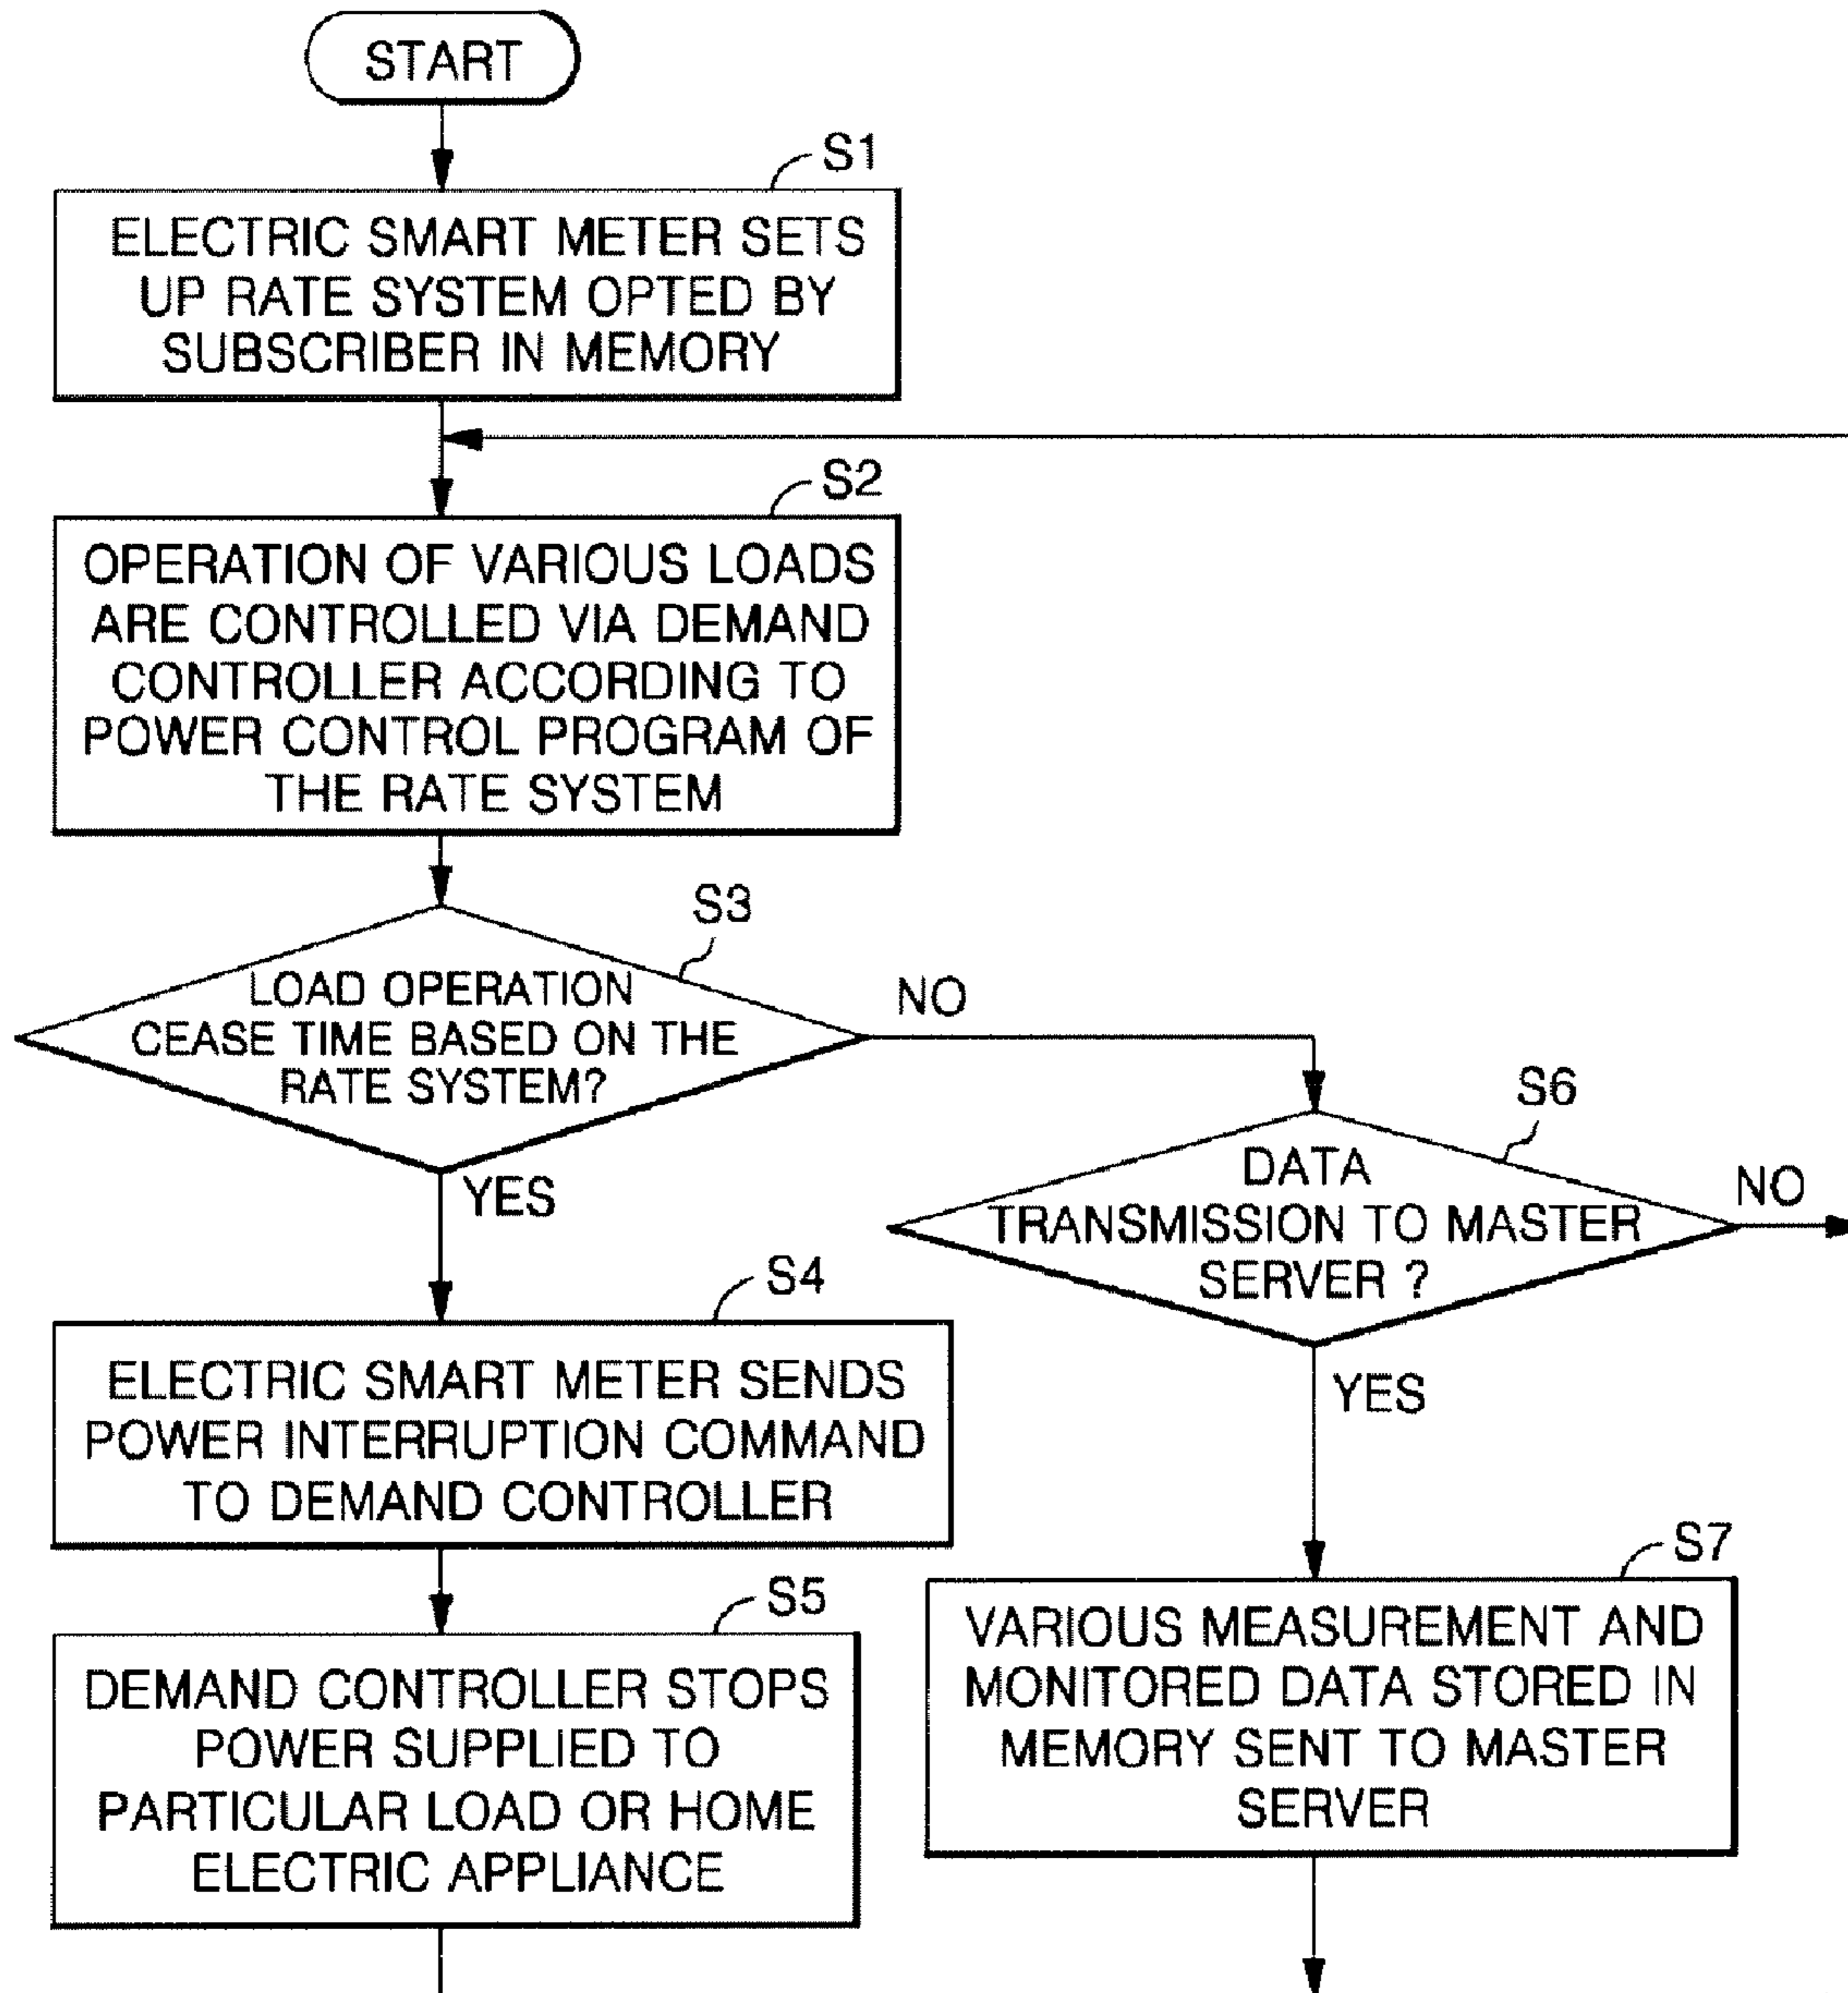 START
S1
ELECTRIC SMART METER SETS
UP RATE SYSTEM OPTED BY
SUBSCRIBER IN MEMORY
S2
OPERATION OF VARIOUS LOADS
ARE CONTROLLED VIA DEMAND
CONTROLLER ACCORDING TO
POWER CONTROL PROGRAM OF
THE RATE SYSTEM
S3
LOAD OPERATION
CEASE TIME BASED ON THE
RATE SYSTEM?
NO
YES
S6
DATA
TRANSMISSION TO MASTER
SERVER ?
NO
YES
S4
ELECTRIC SMART METER SENDS
POWER INTERRUPTION COMMAND
TO DEMAND CONTROLLER
S5
DEMAND CONTROLLER STOPS
POWER SUPPLIED TO
PARTICULAR LOAD OR HOME
ELECTRIC APPLIANCE
S7
VARIOUS MEASUREMENT AND
MONITORED DATA STORED IN
MEMORY SENT TO MASTER
SERVER